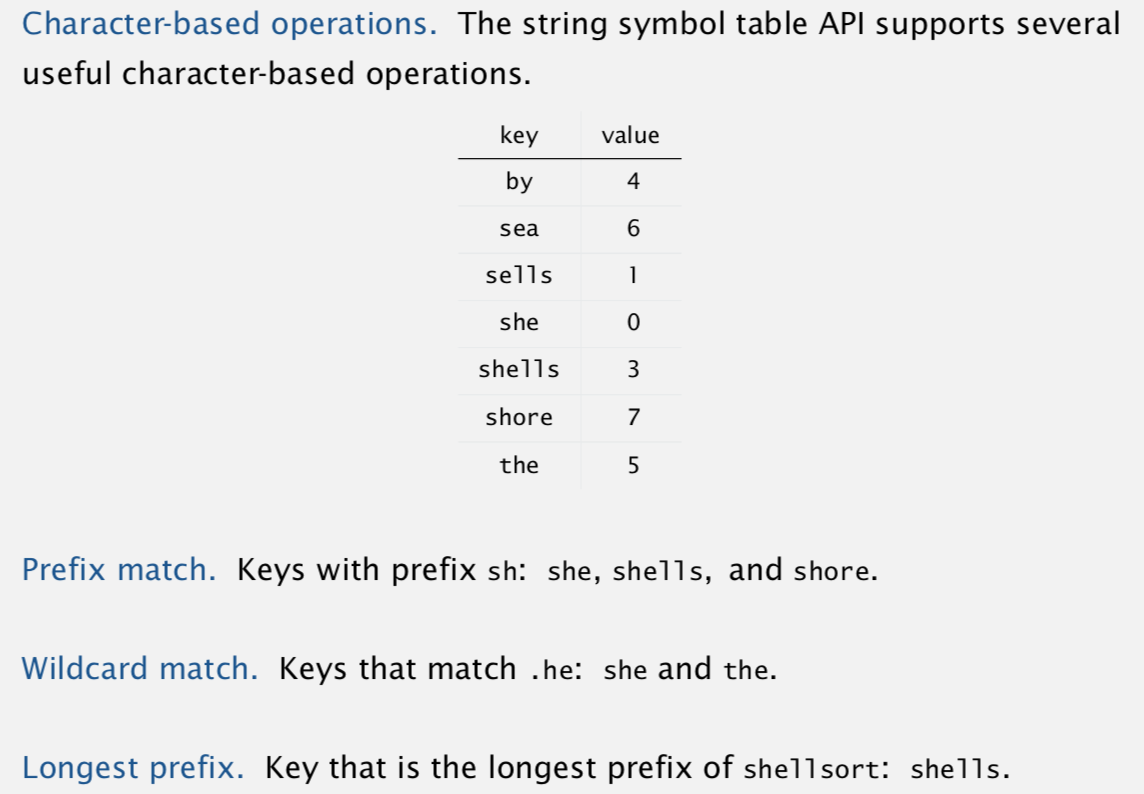 Character-based operations. The string symbol table API supports several
useful character-based operations.
key value
by 4
sea 6
sells 1
she 0
shells 3
shore 7
the 5
Prefix match. Keys with prefix sh: she, shells, and shore.
Wildcard match. Keys that match .he: she and the.
Longest prefix. Key that is the longest prefix of shellsort: shells.